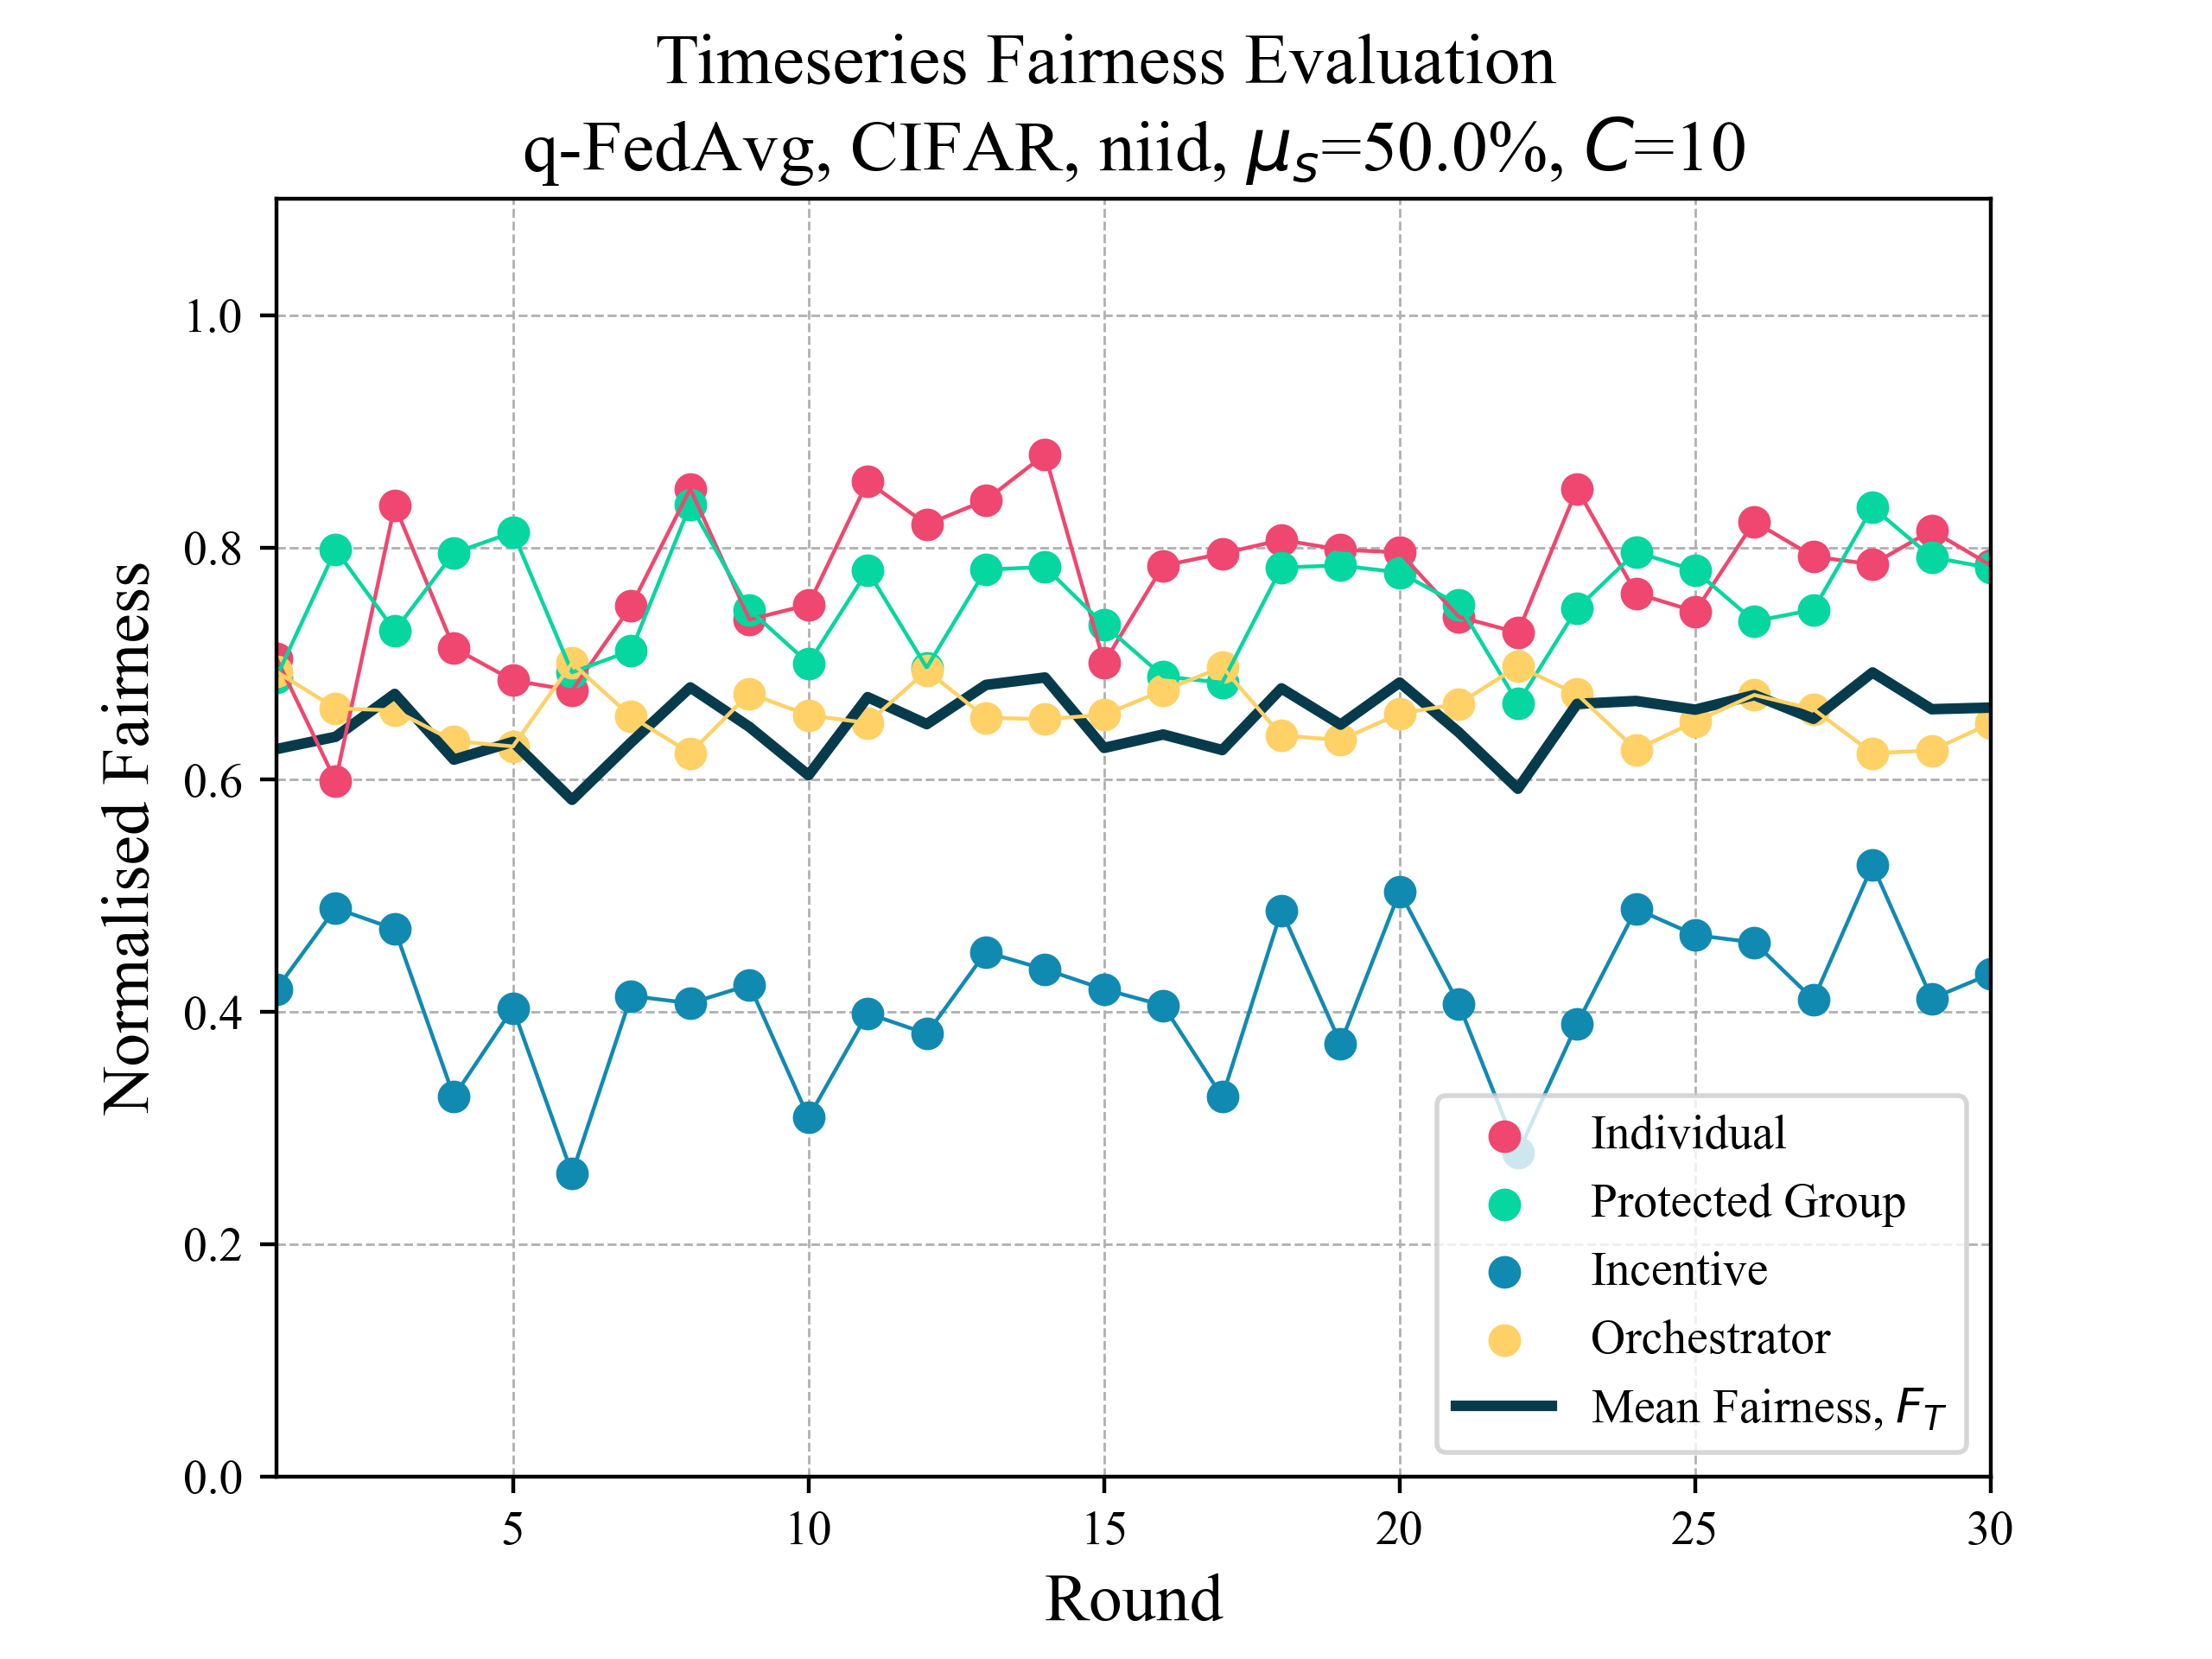 Timeseries Fairness Evaluation
q-FedAvg, CIFAR, niid, μs=50.0%, C=10
Normalised Fairness
1.0
0.8
0.6
0.4
0.2
0.0
5 10 15 20 25 30
Round
Individual
Protected Group
Incentive
Orchestrator
Mean Fairness, FT